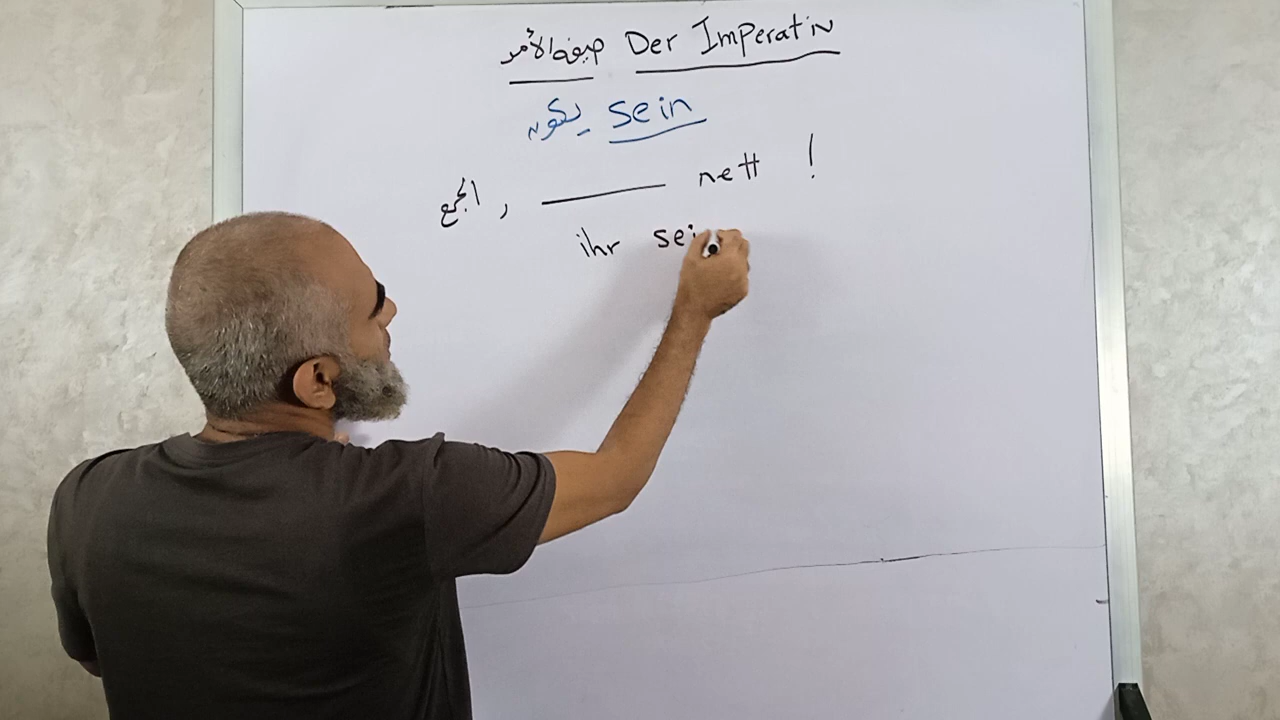 صيغة الأمر Der Imperativ
يكون sein
الجمع , ______ nett !
ihr sei